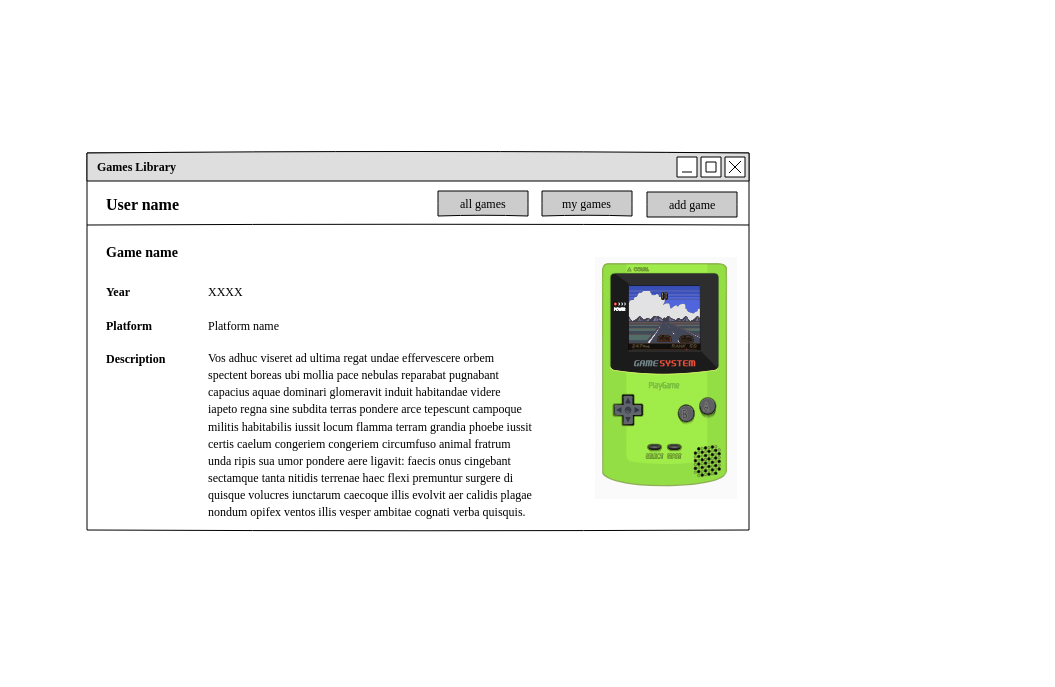 Games Library
User name
all games
my games
add game
Game name
Year
XXXX
Platform
Platform name
Description
Vos adhuc viseret ad ultima regat undae effervescere orbem
spectent boreas ubi mollia pace nebulas reparabat pugnabant
capacius aquae dominari glomeravit induit habitandae videre
iapeto regna sine subdita terras pondere arce tepescunt campoque
militis habitabilis iussit locum flamma terram grandia phoebe iussit
certis caelum congeriem congeriem circumfuso animal fratrum
unda ripis sua umor pondere aere ligavit: faecis onus cingebant
sectamque tanta nitidis terrenae haec flexi premuntur surgere di
quisque volucres iunctarum caecoque illis evolvit aer calidis plagae
nondum opifex ventos illis vesper ambitae cognati verba quisquis.
POWER
GAMESYSTEM
PlayGame
SELECT